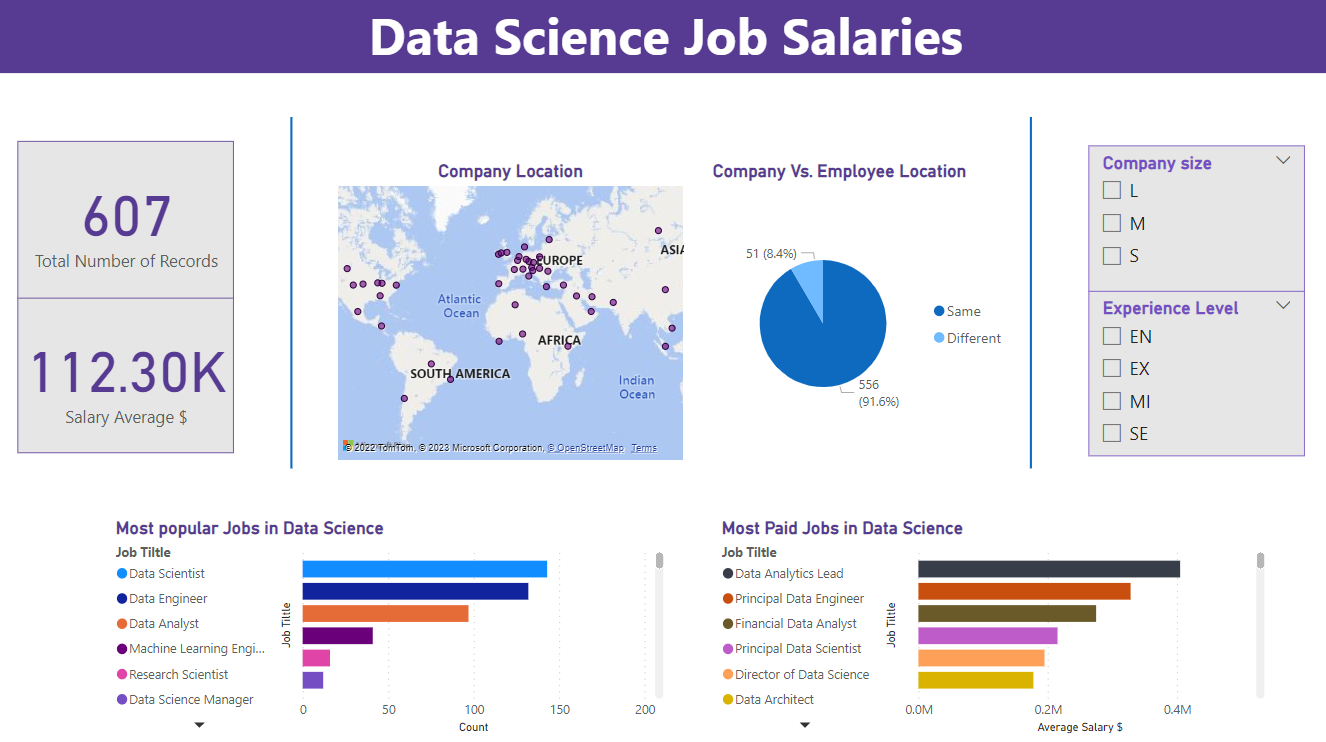 Data Science Job Salaries
607
Total Number of Records
112.30K
Salary Average $
Company Location
ASIA
EUROPE
Atlantic
Ocean
AFRICA
SOUTH AMERICA
Indian
Ocean
© 2022 TomTom, © 2023 Microsoft Corporation, © OpenStreetMap Terms
Company Vs. Employee Location
51 (8.4%)
Same
Different
556
(91.6%)
Company size
L
M
S
Experience Level
EN
EX
MI
SE
Most popular Jobs in Data Science
Job Tiltle
Data Scientist
Data Engineer
Data Analyst
Machine Learning Engi...
Research Scientist
Data Science Manager
Job Tiltle
0 50 100 150 200
Count
Most Paid Jobs in Data Science
Job Tiltle
Data Analytics Lead
Principal Data Engineer
Financial Data Analyst
Principal Data Scientist
Director of Data Science
Data Architect
Job Tiltle
0.0M 0.2M 0.4M
Average Salary $